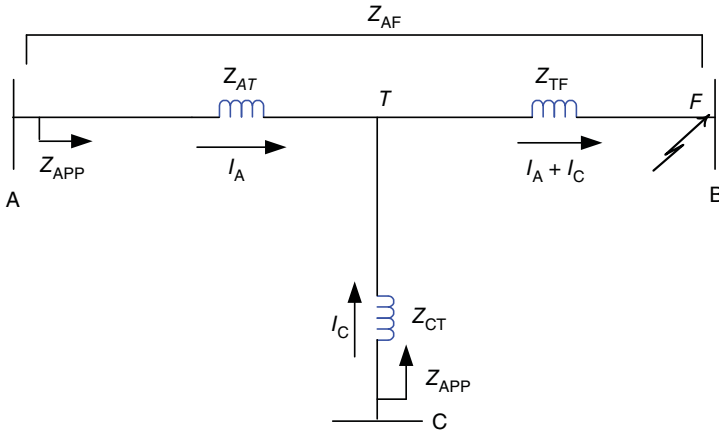 Z_AF
Z_AT
T
Z_TF
F
A
Z_APP
I_A
I_A + I_C
B
I_C
Z_CT
Z_APP
C